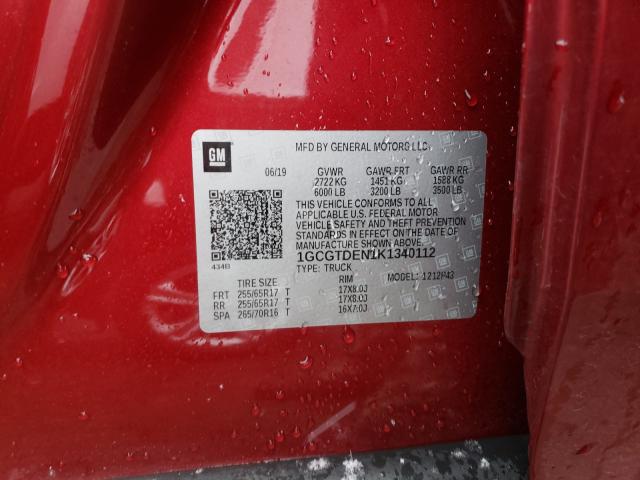 GM
MFD BY GENERAL MOTORS LLC
06/19 GVWR GAWR FRT GAWR RR
2722 KG 1451 KG 1588 KG
6000 LB 3200 LB 3500 LB
THIS VEHICLE CONFORMS TO ALL
APPLICABLE U.S. FEDERAL MOTOR
VEHICLE SAFETY AND THEFT PREVENTION
STANDARDS IN EFFECT ON THE DATE OF
MANUFACTURE SHOWN ABOVE.
1GCGTDEN1K1340112
434B TYPE: TRUCK
TIRE SIZE RIM MODEL: 1212P43
FRT 255/65R17 T 17X8.0J
RR 255/65R17 T 17X8.0J
SPA 265/70R16 T 16X7.0J